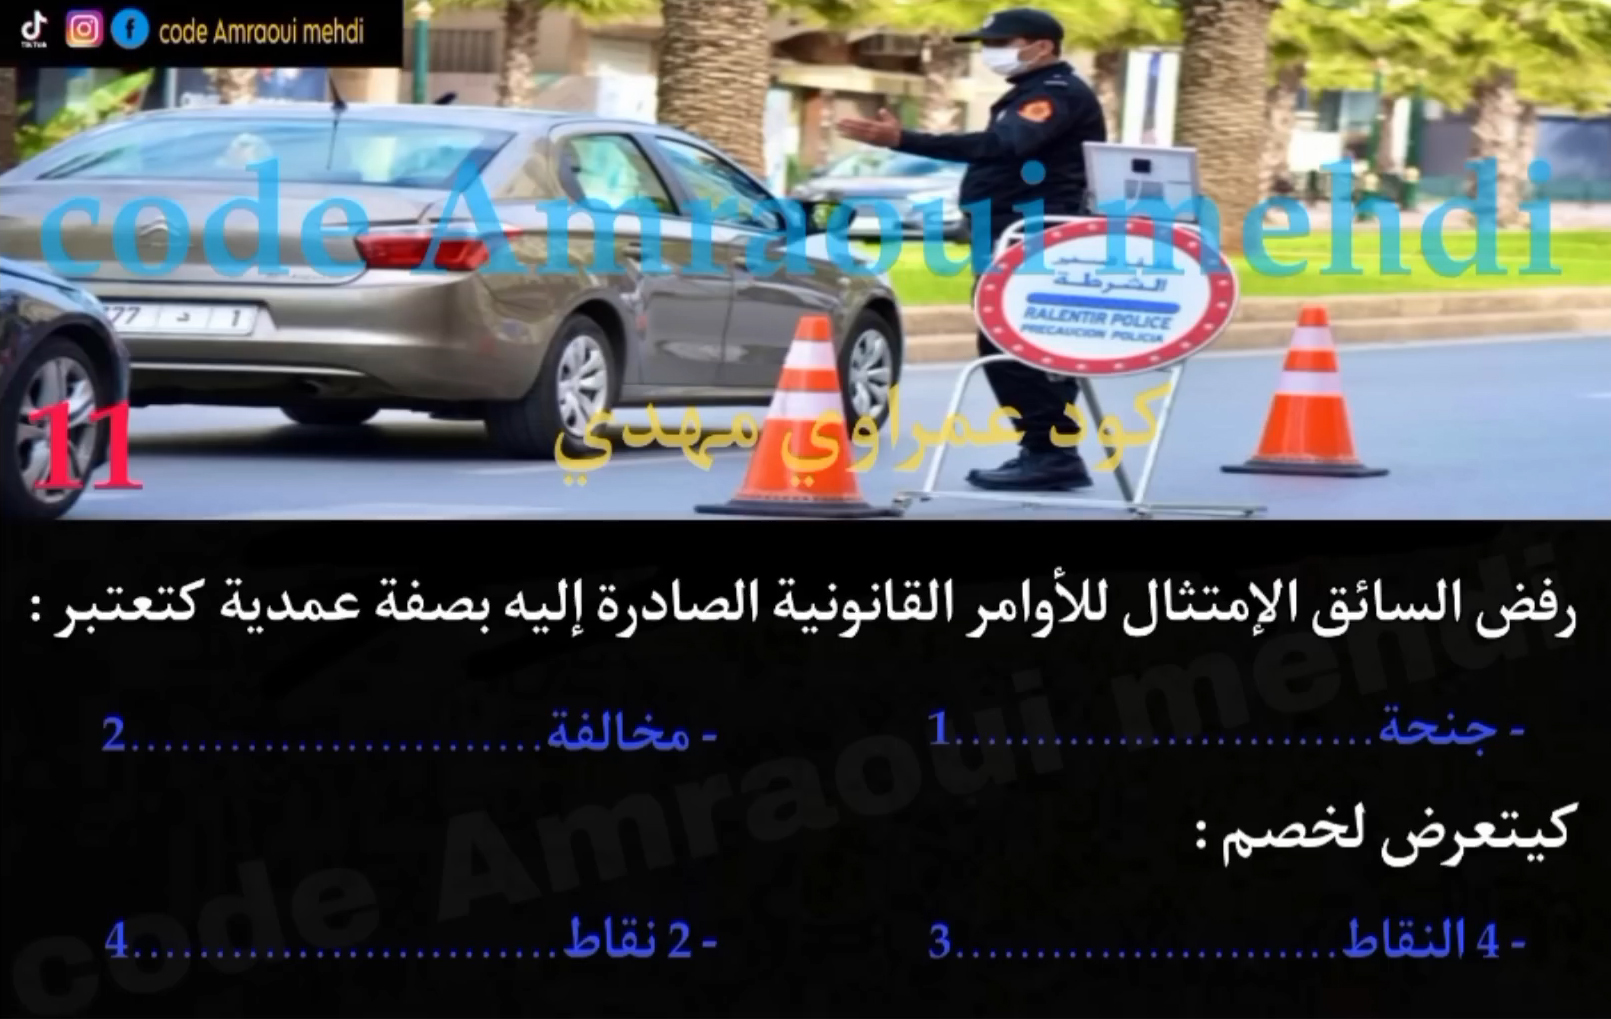 code Amraoui mehdi
code Amraoui mehdi
الشرطة
RALENTIR POLICE
PRECAUCION POLICIA
77 د 1
كود عمراوي مهدي
11
رفض السائق الإمتثال للأوامر القانونية الصادرة إليه بصفة عمدية كتعتبر :
- جنحة..........................1 - مخالفة..........................2
كيتعرض لخصم :
- 4 النقاط........................3 - 2 نقاط..........................4
code Amraoui mehdi